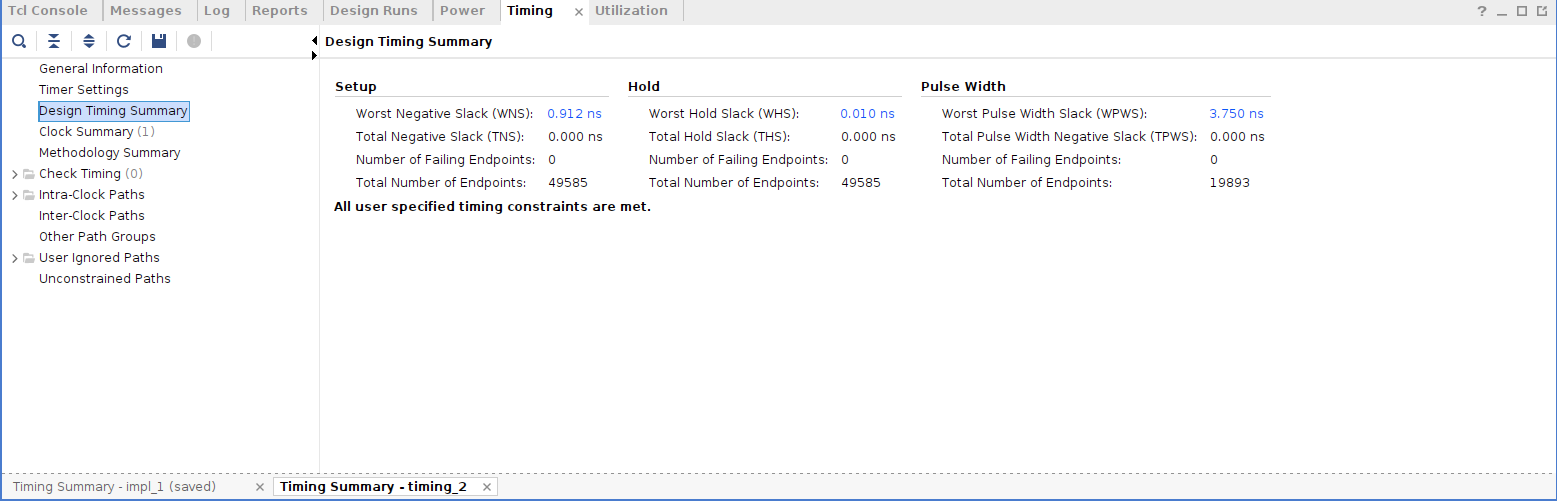 Tcl Console Messages Log Reports Design Runs Power Timing × Utilization ?
Design Timing Summary
General Information
Timer Settings
Design Timing Summary
Clock Summary (1)
Methodology Summary
Check Timing (0)
Intra-Clock Paths
Inter-Clock Paths
Other Path Groups
User Ignored Paths
Unconstrained Paths
Setup Hold Pulse Width
Worst Negative Slack (WNS): 0.912 ns Worst Hold Slack (WHS): 0.010 ns Worst Pulse Width Slack (WPWS): 3.750 ns
Total Negative Slack (TNS): 0.000 ns Total Hold Slack (THS): 0.000 ns Total Pulse Width Negative Slack (TPWS): 0.000 ns
Number of Failing Endpoints: 0 Number of Failing Endpoints: 0 Number of Failing Endpoints: 0
Total Number of Endpoints: 49585 Total Number of Endpoints: 49585 Total Number of Endpoints: 19893
All user specified timing constraints are met.
Timing Summary - impl_1 (saved) × Timing Summary - timing_2 ×